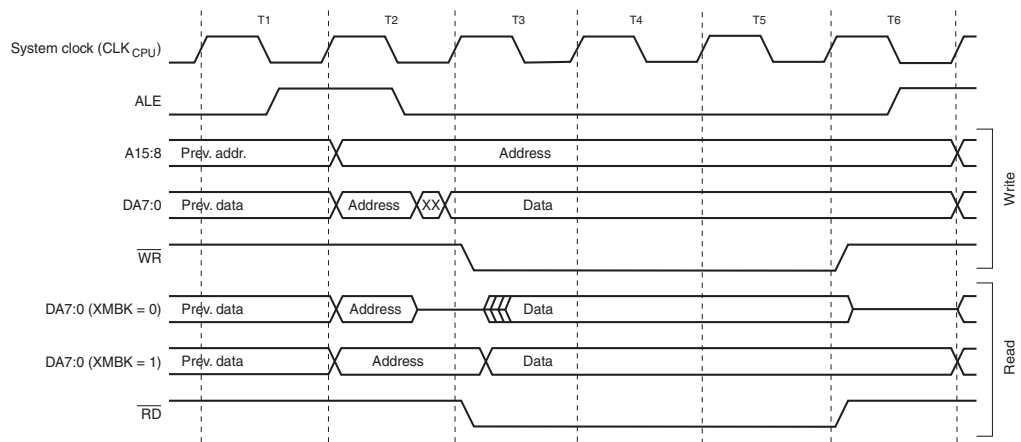 T1 T2 T3 T4 T5 T6
System clock (CLK CPU)
ALE
A15:8 Prev. addr. Address
DA7:0 Prev. data Address XX Data
WR
Write
DA7:0 (XMBK = 0) Prev. data Address Data
DA7:0 (XMBK = 1) Prev. data Address Data
RD
Read